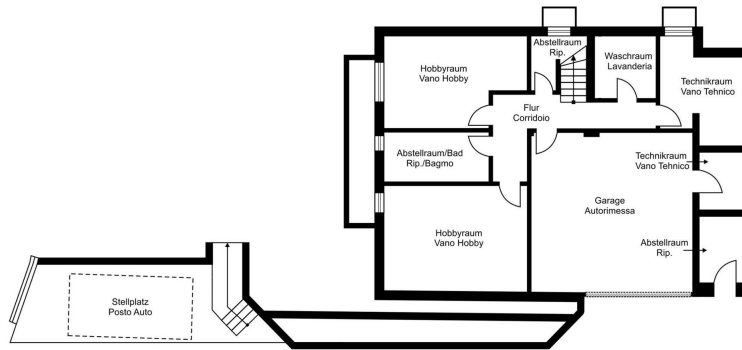 Abstellraum
Rip.
Waschraum
Lavanderia
Hobbyraum
Vano Hobby
Technikraum
Vano Tehnico
Flur
Corridoio
Abstellraum/Bad
Rip./Bagmo
Technikraum
Vano Tehnico
Garage
Autorimessa
Hobbyraum
Vano Hobby
Abstellraum
Rip.
Stellplatz
Posto Auto